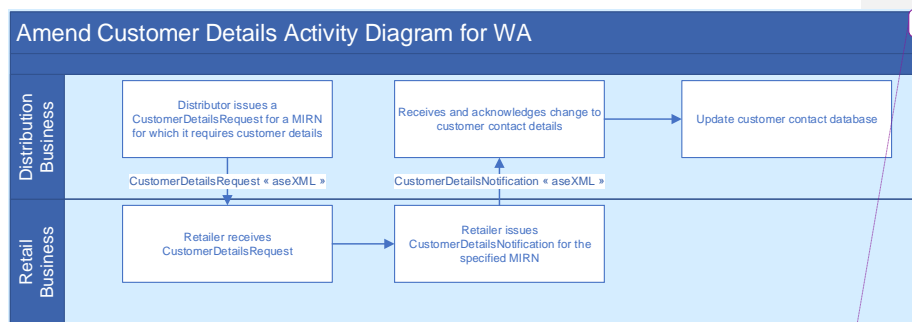 Amend Customer Details Activity Diagram for WA
Distribution
Business
Distributor issues a
CustomerDetailsRequest for a MIRN
for which it requires customer details
Receives and acknowledges change to
customer contact details
Update customer contact database
CustomerDetailsRequest « aseXML »
CustomerDetailsNotification « aseXML »
Retail
Business
Retailer receives
CustomerDetailsRequest
Retailer issues
CustomerDetailsNotification for the
specified MIRN